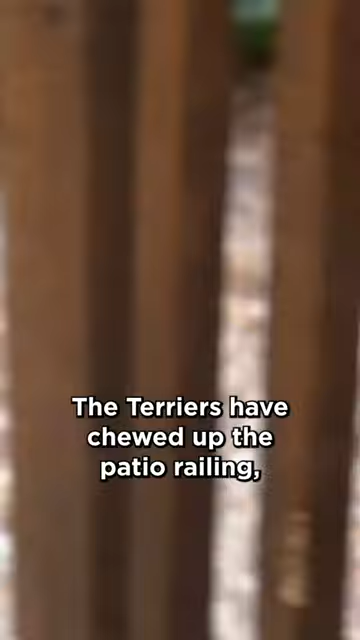 The Terriers have
chewed up the
patio railing,